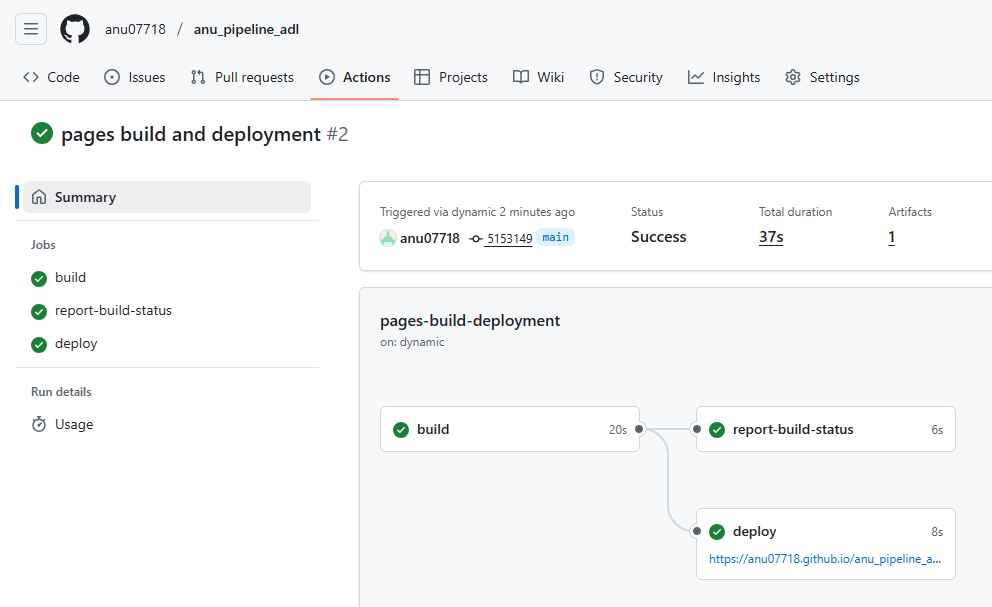 anu07718 / anu_pipeline_adl
Code Issues Pull requests Actions Projects Wiki Security Insights Settings
pages build and deployment #2
Summary
Jobs
build
report-build-status
deploy
Run details
Usage
Triggered via dynamic 2 minutes ago
anu07718 5153149 main
Status
Success
Total duration
37s
Artifacts
1
pages-build-deployment
on: dynamic
build 20s
report-build-status 6s
deploy 8s
https://anu07718.github.io/anu_pipeline_a...